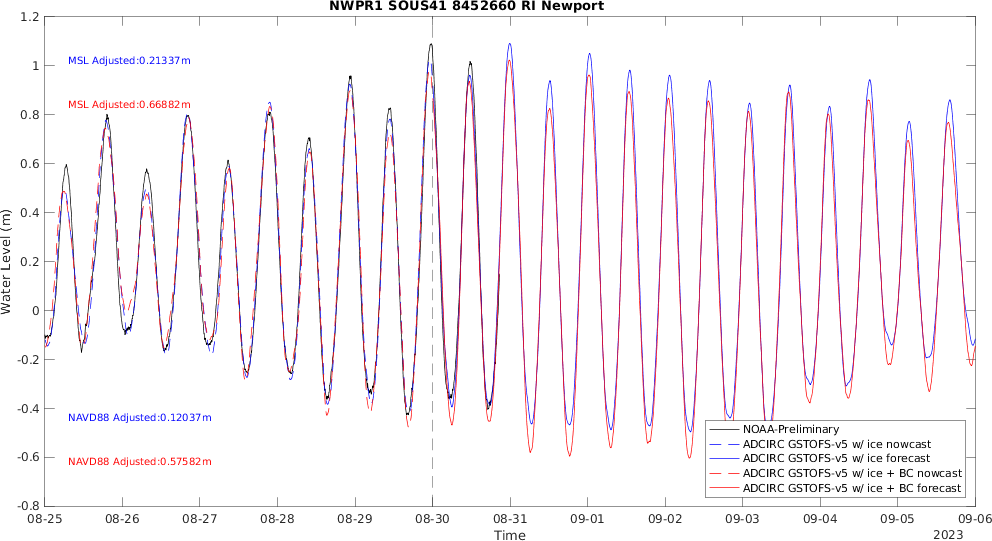 NWPR1 SOUS41 8452660 RI Newport
1.2
1
0.8
0.6
0.4
0.2
0
-0.2
-0.4
-0.6
-0.8
Water Level (m)
MSL Adjusted:0.21337m
MSL Adjusted:0.66882m
NAVD88 Adjusted:0.12037m
NAVD88 Adjusted:0.57582m
NOAA-Preliminary
ADCIRC GSTOFS-v5 w/ ice nowcast
ADCIRC GSTOFS-v5 w/ ice forecast
ADCIRC GSTOFS-v5 w/ ice + BC nowcast
ADCIRC GSTOFS-v5 w/ ice + BC forecast
08-25 08-26 08-27 08-28 08-29 08-30 08-31 09-01 09-02 09-03 09-04 09-05 09-06
Time
2023